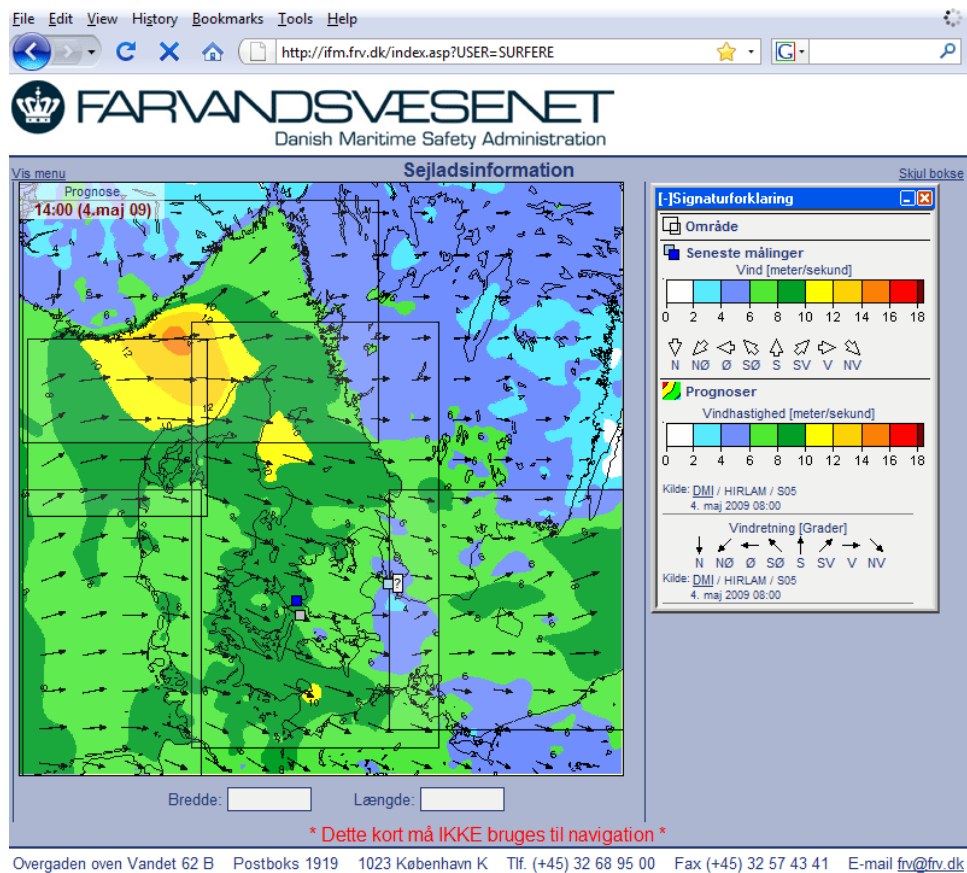 File Edit View History Bookmarks Tools Help
http://ifm.frv.dk/index.asp?USER=SURFERE
G
FARVANDSVÆSENET
Danish Maritime Safety Administration
Vis menu
Sejladsinformation
Skjul bokse
Prognose
14:00 (4.maj 09)
?
[-]Signaturforklaring
Område
Seneste målinger
Vind [meter/sekund]
0 2 4 6 8 10 12 14 16 18
N NØ Ø SØ S SV V NV
Prognoser
Vindhastighed [meter/sekund]
0 2 4 6 8 10 12 14 16 18
Kilde: DMI / HIRLAM / S05
4. maj 2009 08:00
Vindretning [Grader]
N NØ Ø SØ S SV V NV
Kilde: DMI / HIRLAM / S05
4. maj 2009 08:00
Bredde:
Længde:
* Dette kort må IKKE bruges til navigation *
Overgaden oven Vandet 62 B Postboks 1919 1023 København K Tlf. (+45) 32 68 95 00 Fax (+45) 32 57 43 41 E-mail frv@frv.dk